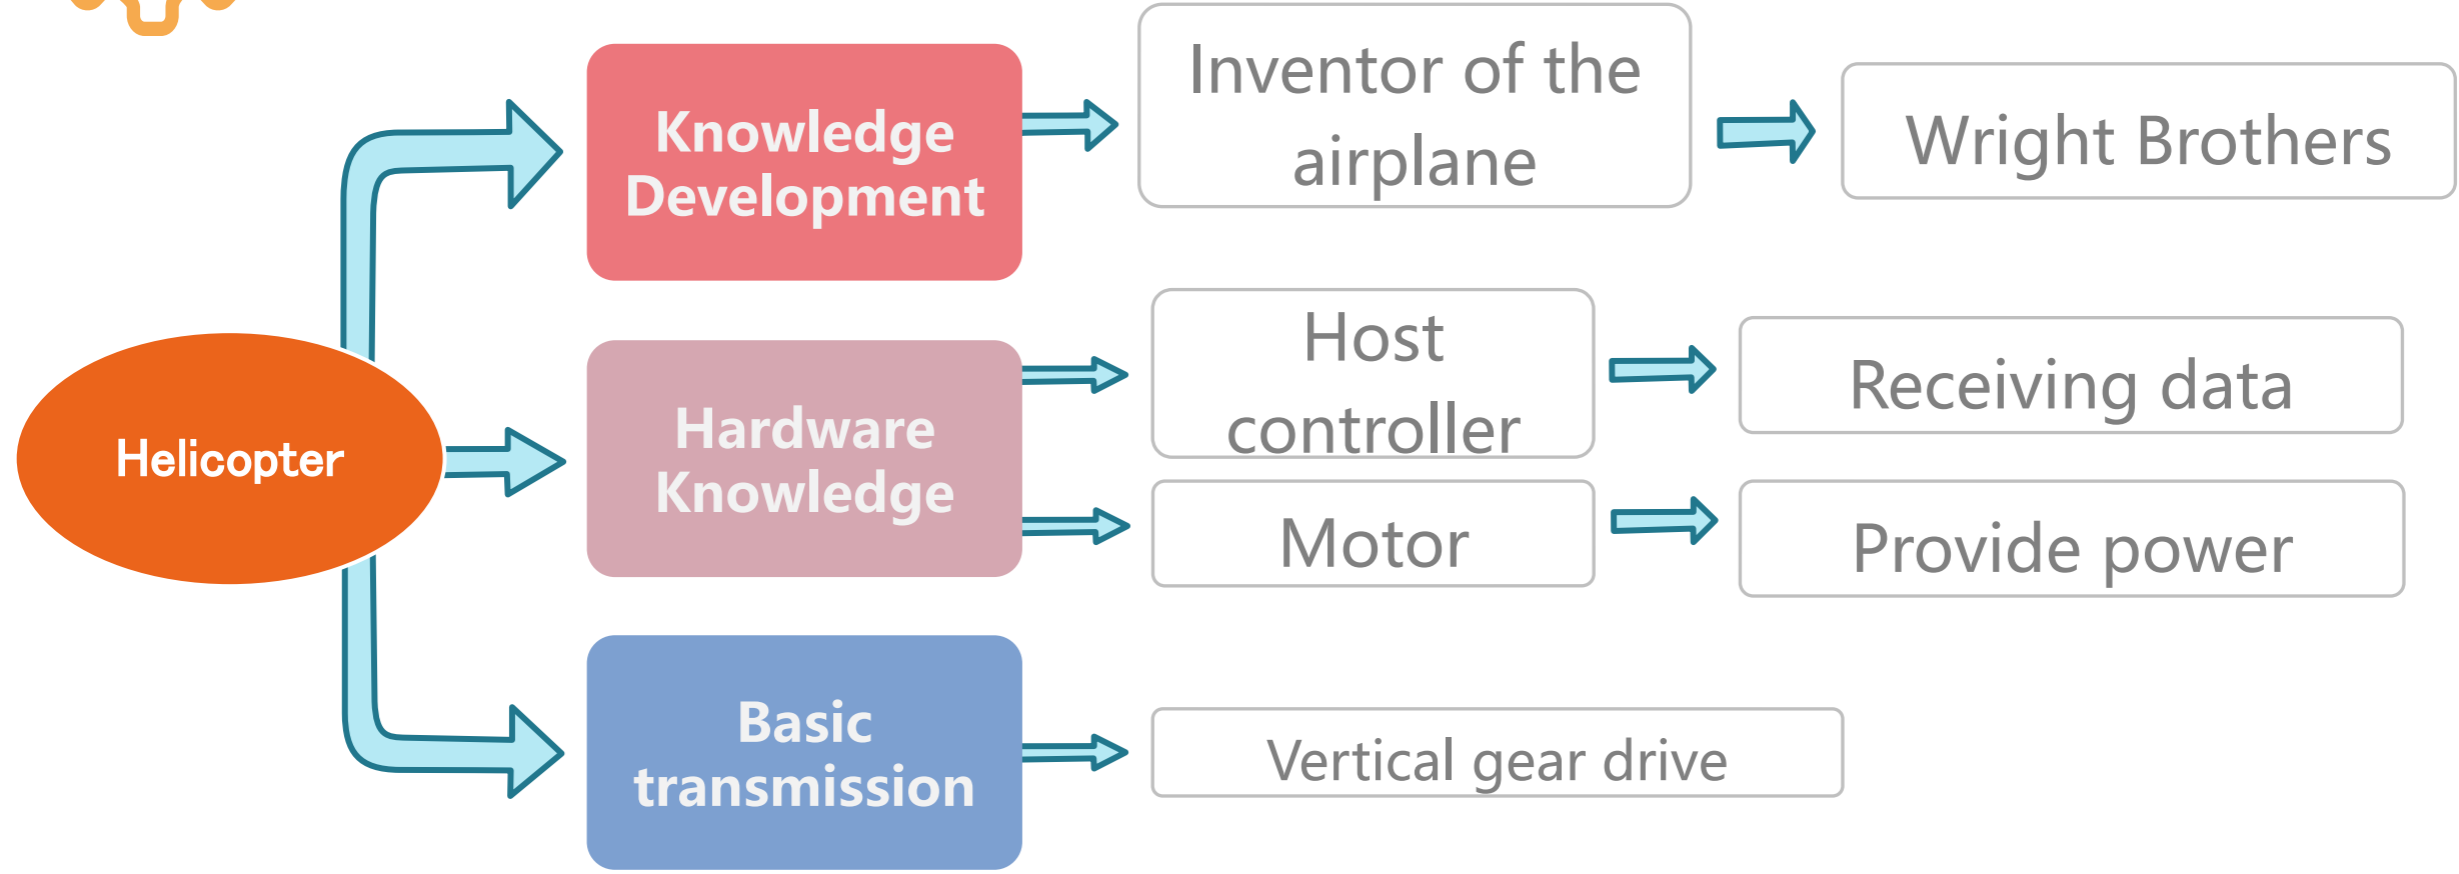 Helicopter
Knowledge
Development
Inventor of the
airplane
Wright Brothers
Hardware
Knowledge
Host
controller
Receiving data
Motor
Provide power
Basic
transmission
Vertical gear drive